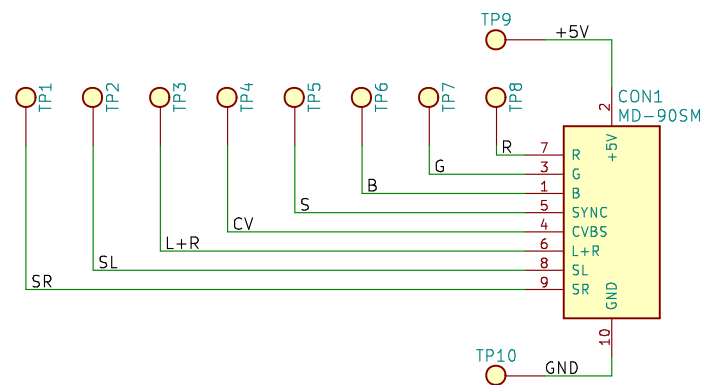 TP9
+5V
TP1
TP2
TP3
TP4
TP5
TP6
TP7
TP8
CON1
MD-90SM
2
+5V
R
7
R
G
3
G
B
1
B
S
5
SYNC
CV
4
CVBS
L+R
6
L+R
SL
8
SL
SR
9
SR
GND
10
TP10
GND